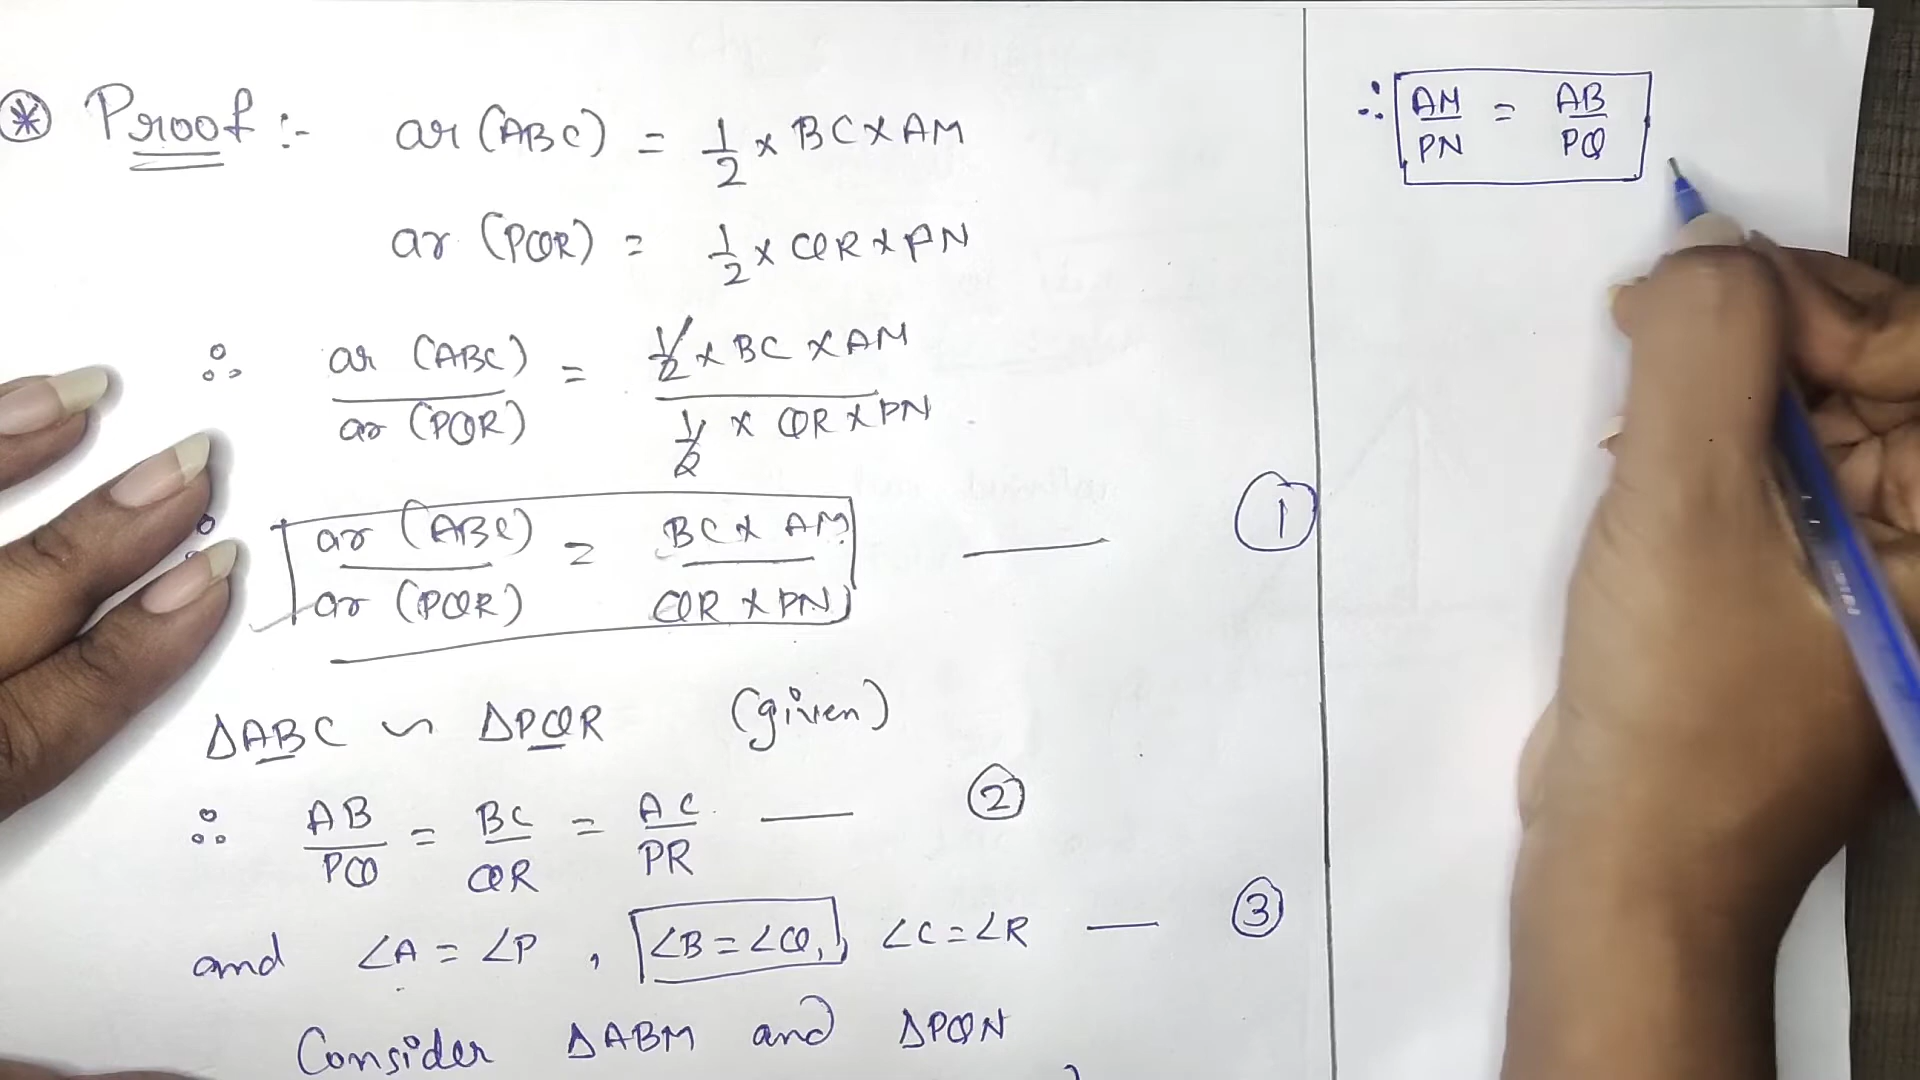 Proof :- ar (ABC) = 1/2 × BC × AM
ar (PQR) = 1/2 × QR × PN
∴ ar (ABC) / ar (PQR) = 1/2 × BC × AM / 1/2 × QR × PN
∴ ar (ABC) / ar (PQR) = BC × AM / QR × PN — 1
ΔABC ~ ΔPQR (given)
∴ AB/PQ = BC/QR = AC/PR — 2
and ∠A = ∠P , ∠B = ∠Q, ∠C = ∠R — 3
Consider ΔABM and ΔPQN
∴ AM/PN = AB/PQ